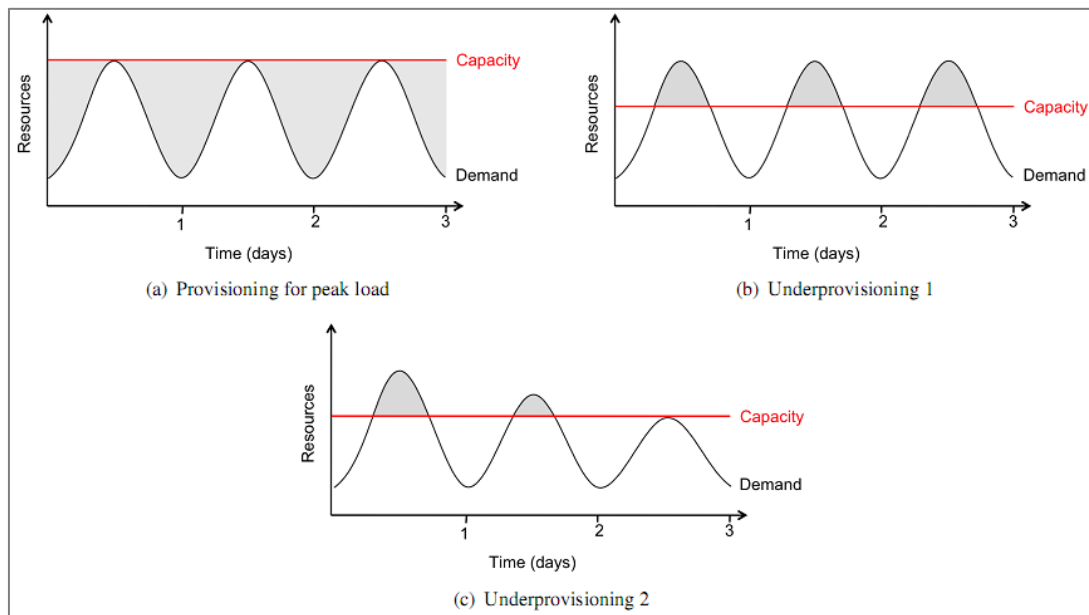 Resources
Capacity
Demand
1
2
3
Time (days)
(a) Provisioning for peak load
Resources
Capacity
Demand
1
2
3
Time (days)
(b) Underprovisioning 1
Resources
Capacity
Demand
1
2
3
Time (days)
(c) Underprovisioning 2